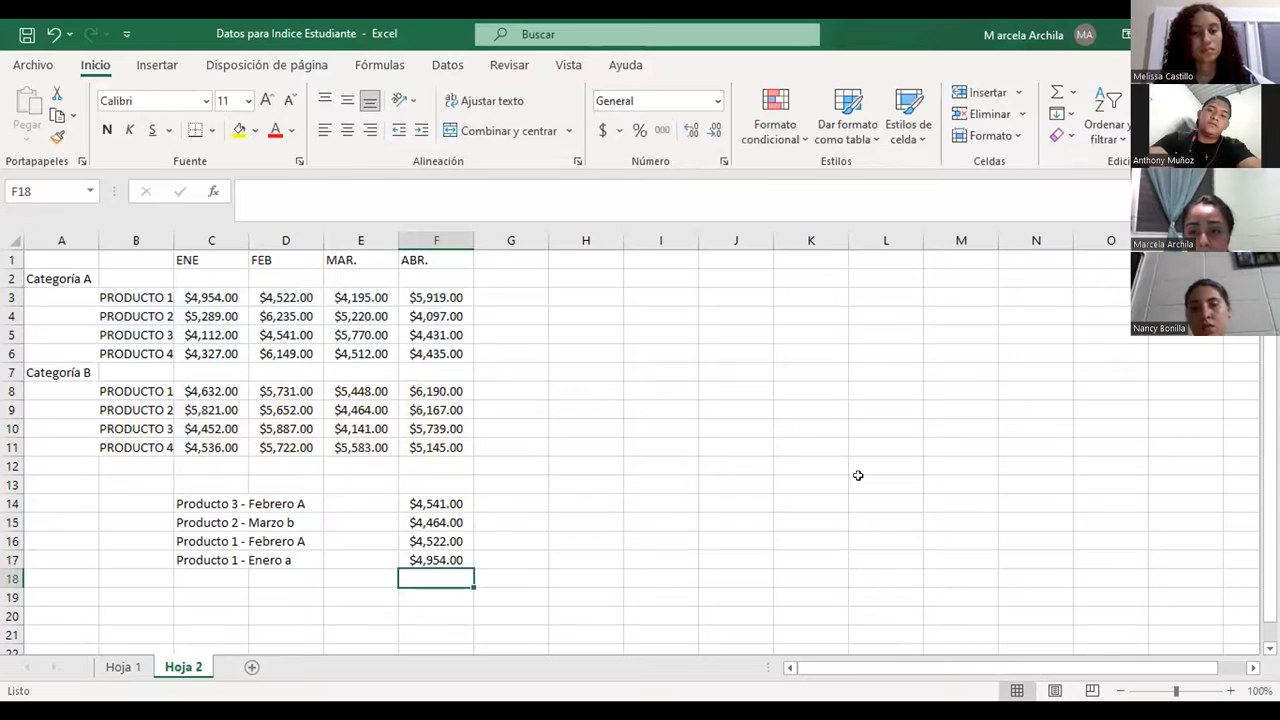 Datos para Indice Estudiante - Excel
Buscar
Marcela Archila MA
Archivo Inicio Insertar Disposición de página Fórmulas Datos Revisar Vista Ayuda
Pegar
Calibri 11
N K S
Ajustar texto
Combinar y centrar
General
$ % 000
Formato condicional
Dar formato como tabla
Estilos de celda
Insertar
Eliminar
Formato
Ordenar y filtrar
Portapapeles Fuente Alineación Número Estilos Celdas Edici
F18 fx
A B C D E F G H I J K L M N O
1 ENE FEB MAR. ABR.
2 Categoría A
3 PRODUCTO 1 $4,954.00 $4,522.00 $4,195.00 $5,919.00
4 PRODUCTO 2 $5,289.00 $6,235.00 $5,220.00 $4,097.00
5 PRODUCTO 3 $4,112.00 $4,541.00 $5,770.00 $4,431.00
6 PRODUCTO 4 $4,327.00 $6,149.00 $4,512.00 $4,435.00
7 Categoría B
8 PRODUCTO 1 $4,632.00 $5,731.00 $5,448.00 $6,190.00
9 PRODUCTO 2 $5,821.00 $5,652.00 $4,464.00 $6,167.00
10 PRODUCTO 3 $4,452.00 $5,887.00 $4,141.00 $5,739.00
11 PRODUCTO 4 $4,536.00 $5,722.00 $5,583.00 $5,145.00
12
13
14 Producto 3 - Febrero A $4,541.00
15 Producto 2 - Marzo b $4,464.00
16 Producto 1 - Febrero A $4,522.00
17 Producto 1 - Enero a $4,954.00
18
19
20
21
22
Hoja 1 Hoja 2
Listo
100%
Melissa Castillo
Anthony Muñoz
Marcela Archila
Nancy Bonilla